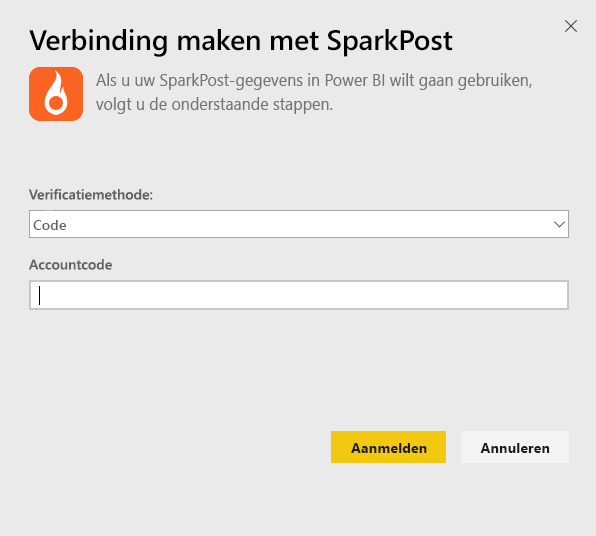 Verbinding maken met SparkPost
Als u uw SparkPost-gegevens in Power BI wilt gaan gebruiken,
volgt u de onderstaande stappen.
Verificatiemethode:
Code
Accountcode
Aanmelden
Annuleren